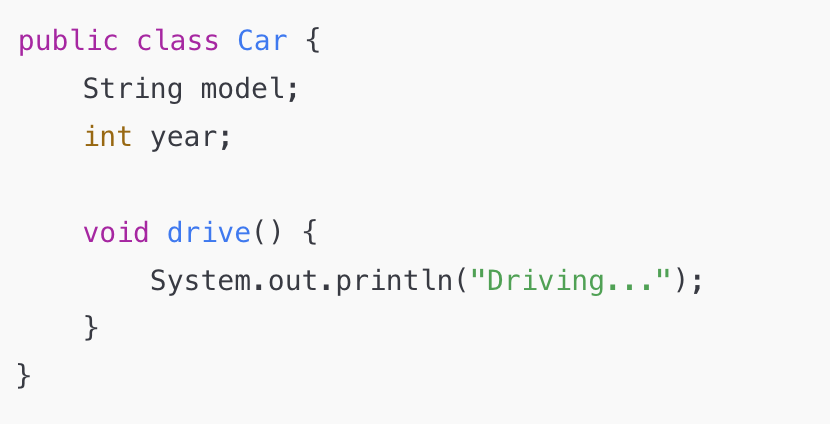 public class Car {
    String model;
    int year;

    void drive() {
        System.out.println("Driving...");
    }
}